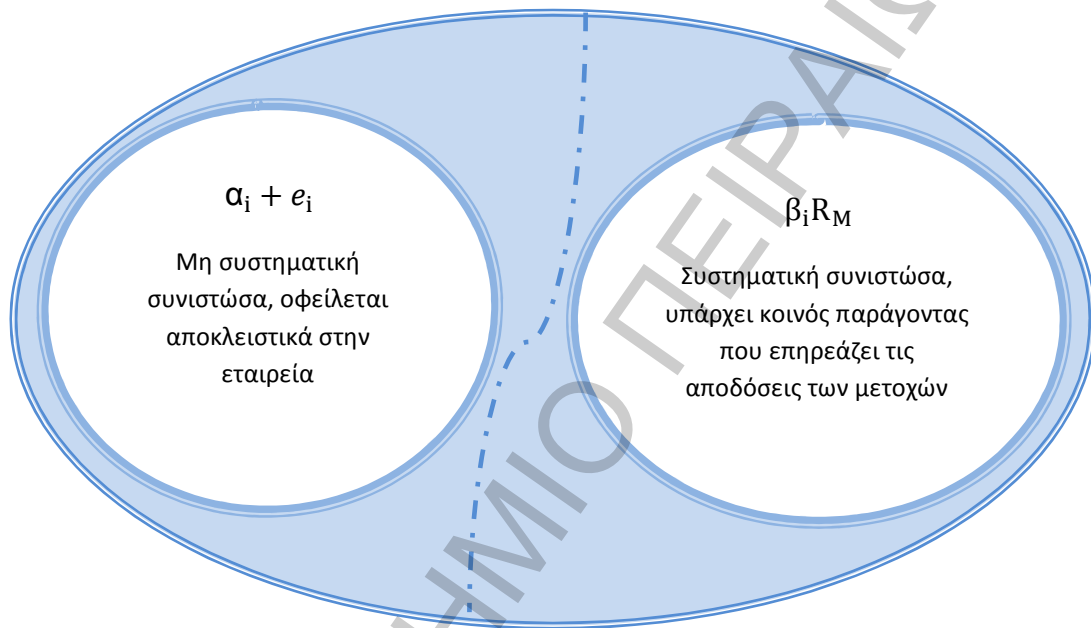 αᵢ + eᵢ
Μη συστηματική
συνιστώσα, οφείλεται
αποκλειστικά στην
εταιρεία
βᵢR_M
Συστηματική συνιστώσα,
υπάρχει κοινός παράγοντας
που επηρεάζει τις
αποδόσεις των μετοχών